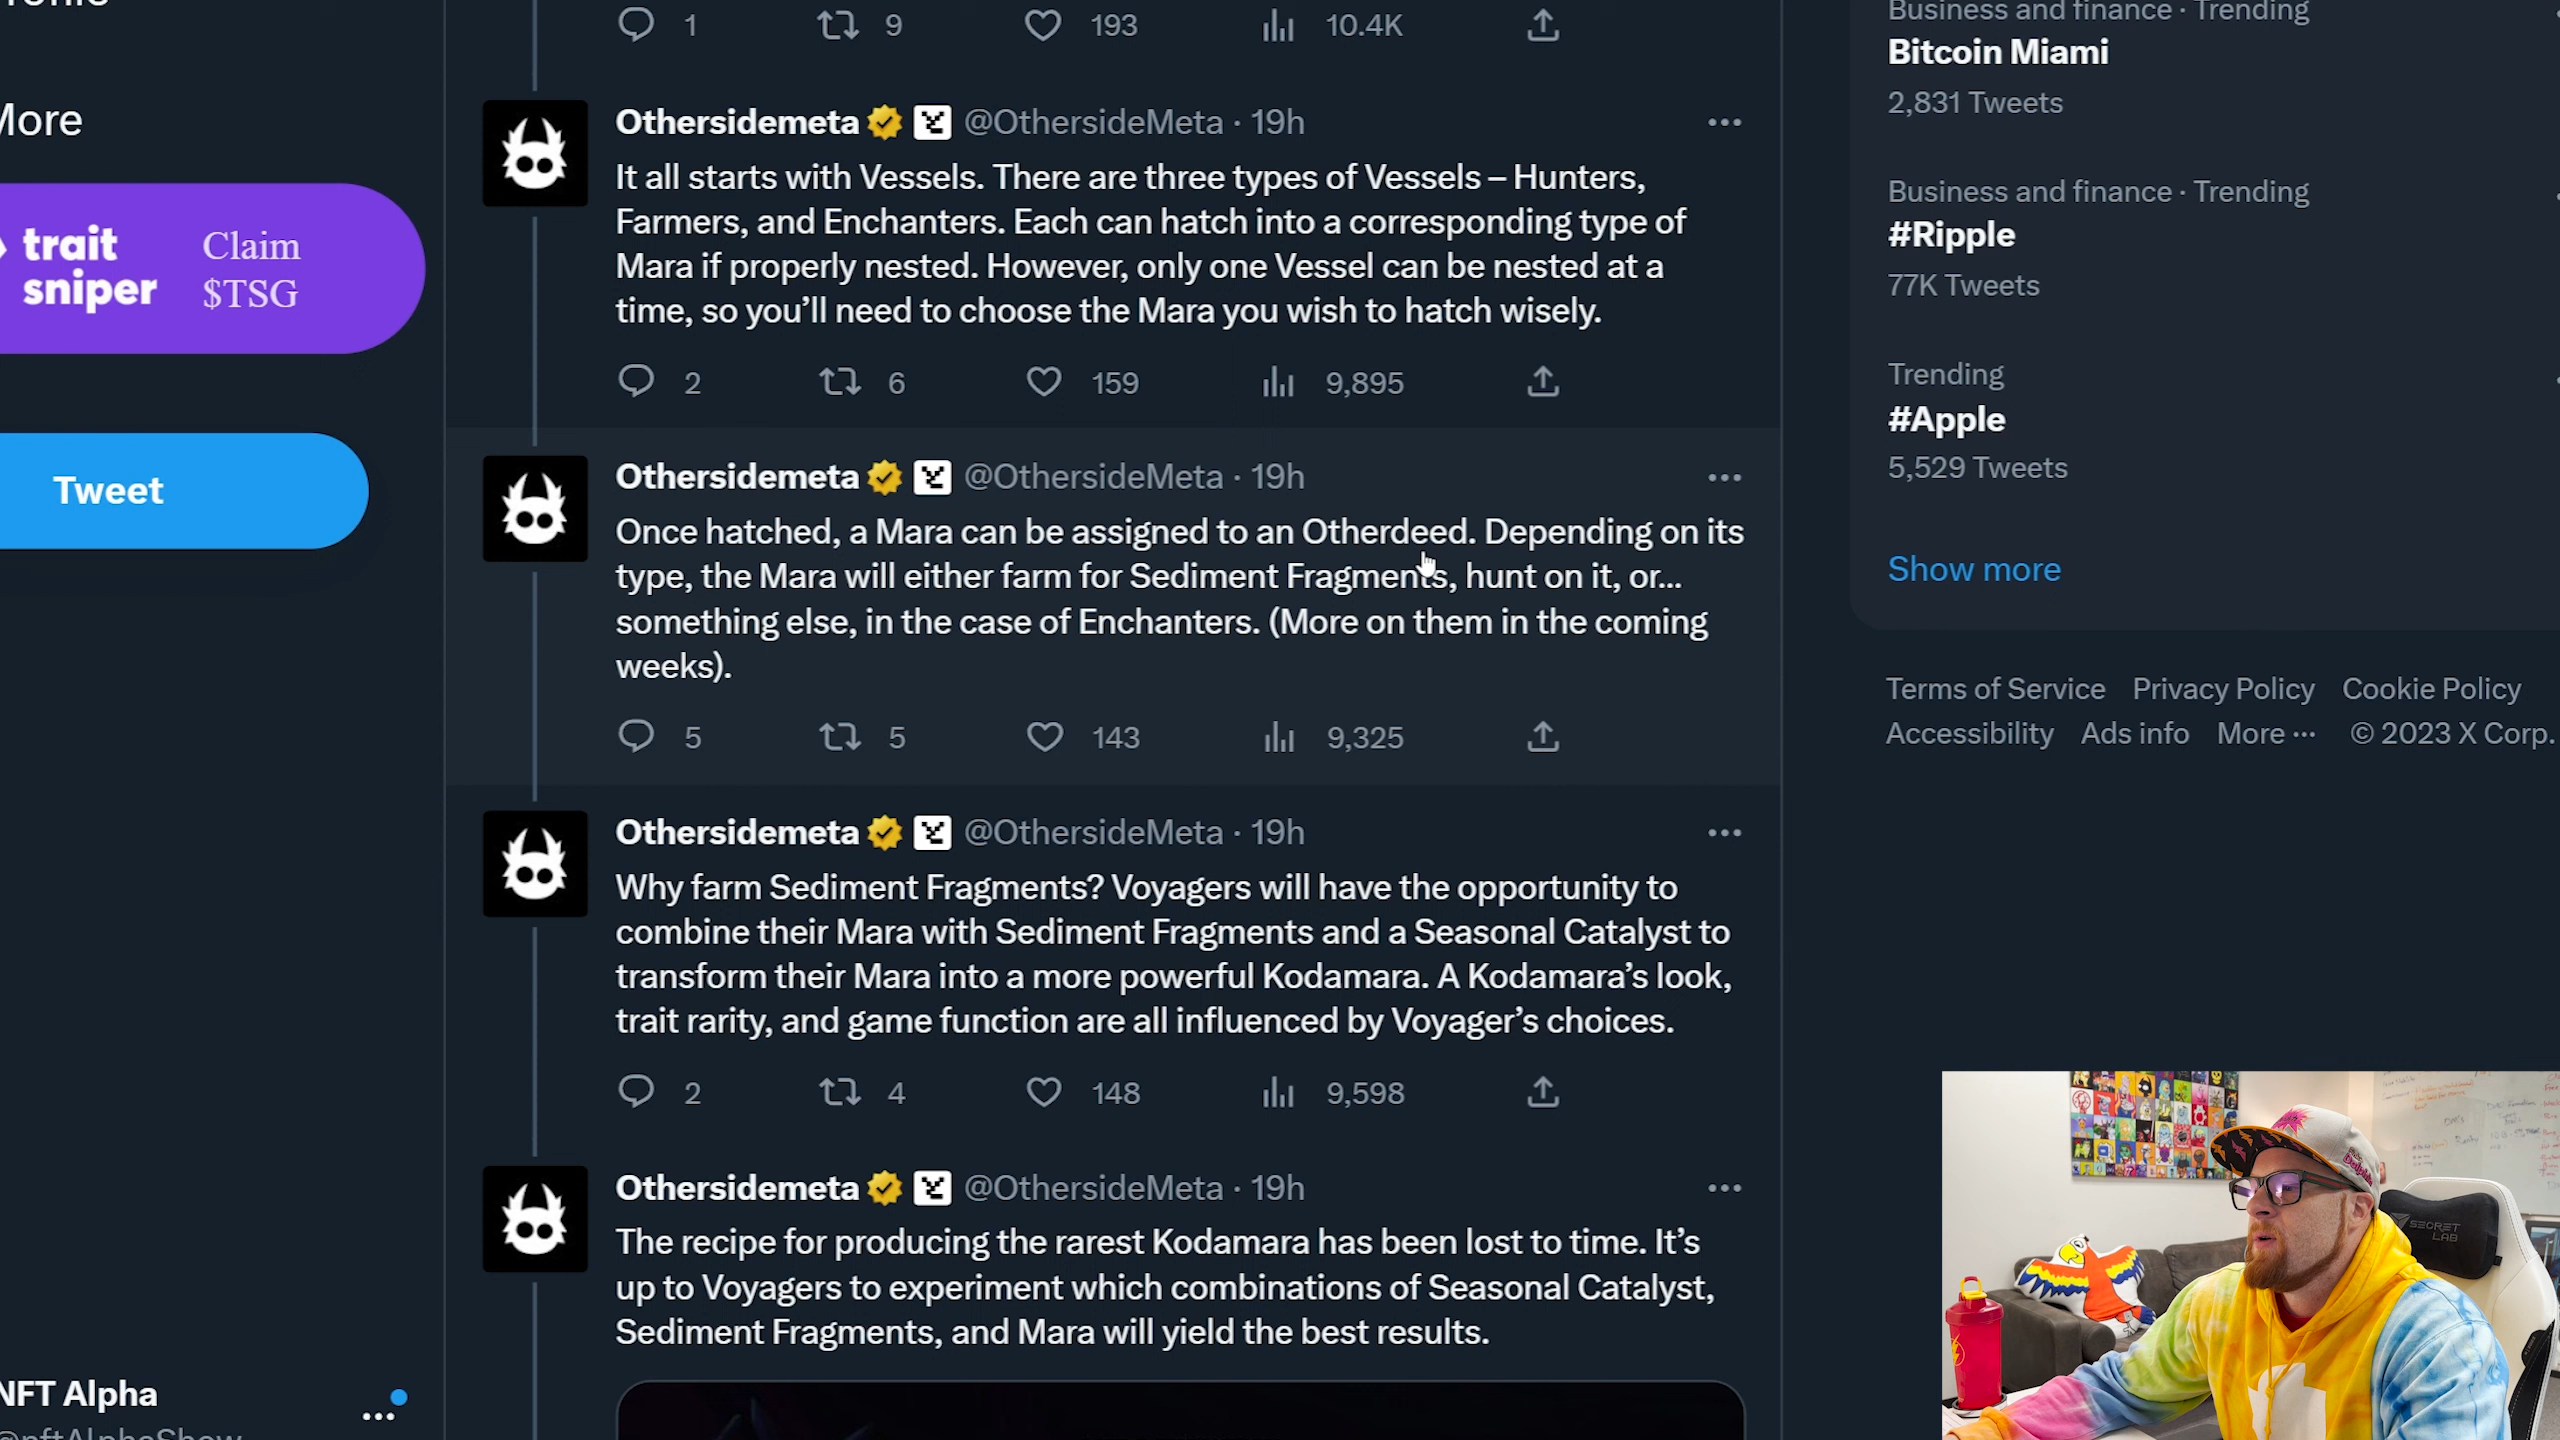 1 9 193 10.4K
Othersidemeta @OthersideMeta · 19h
It all starts with Vessels. There are three types of Vessels – Hunters,
Farmers, and Enchanters. Each can hatch into a corresponding type of
Mara if properly nested. However, only one Vessel can be nested at a
time, so you’ll need to choose the Mara you wish to hatch wisely.
2 6 159 9,895
Othersidemeta @OthersideMeta · 19h
Once hatched, a Mara can be assigned to an Otherdeed. Depending on its
type, the Mara will either farm for Sediment Fragments, hunt on it, or...
something else, in the case of Enchanters. (More on them in the coming
weeks).
5 5 143 9,325
Othersidemeta @OthersideMeta · 19h
Why farm Sediment Fragments? Voyagers will have the opportunity to
combine their Mara with Sediment Fragments and a Seasonal Catalyst to
transform their Mara into a more powerful Kodamara. A Kodamara’s look,
trait rarity, and game function are all influenced by Voyager’s choices.
2 4 148 9,598
Othersidemeta @OthersideMeta · 19h
The recipe for producing the rarest Kodamara has been lost to time. It’s
up to Voyagers to experiment which combinations of Seasonal Catalyst,
Sediment Fragments, and Mara will yield the best results.
More
trait
sniper
Claim
$TSG
Tweet
NFT Alpha
@nftAlphaShow
Business and finance · Trending
Bitcoin Miami
2,831 Tweets
Business and finance · Trending
#Ripple
77K Tweets
Trending
#Apple
5,529 Tweets
Show more
Terms of Service Privacy Policy Cookie Policy
Accessibility Ads info More ··· © 2023 X Corp.
SECRET
LAB